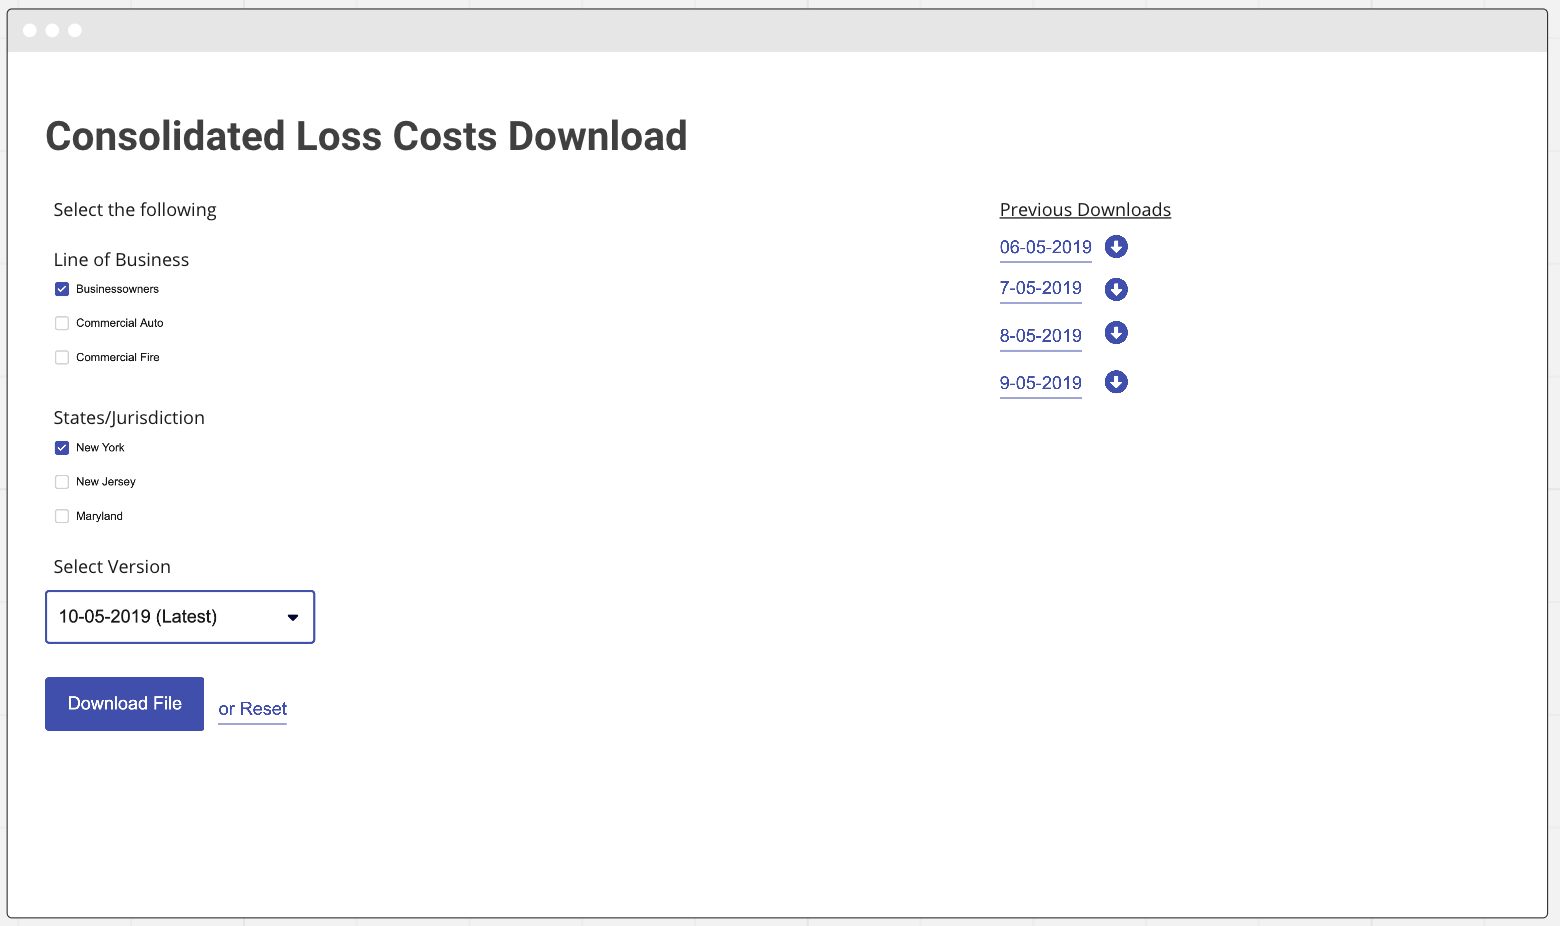 Consolidated Loss Costs Download
Select the following
Line of Business
Businessowners
Commercial Auto
Commercial Fire
States/Jurisdiction
New York
New Jersey
Maryland
Select Version
10-05-2019 (Latest)
Download File or Reset
Previous Downloads
06-05-2019
7-05-2019
8-05-2019
9-05-2019